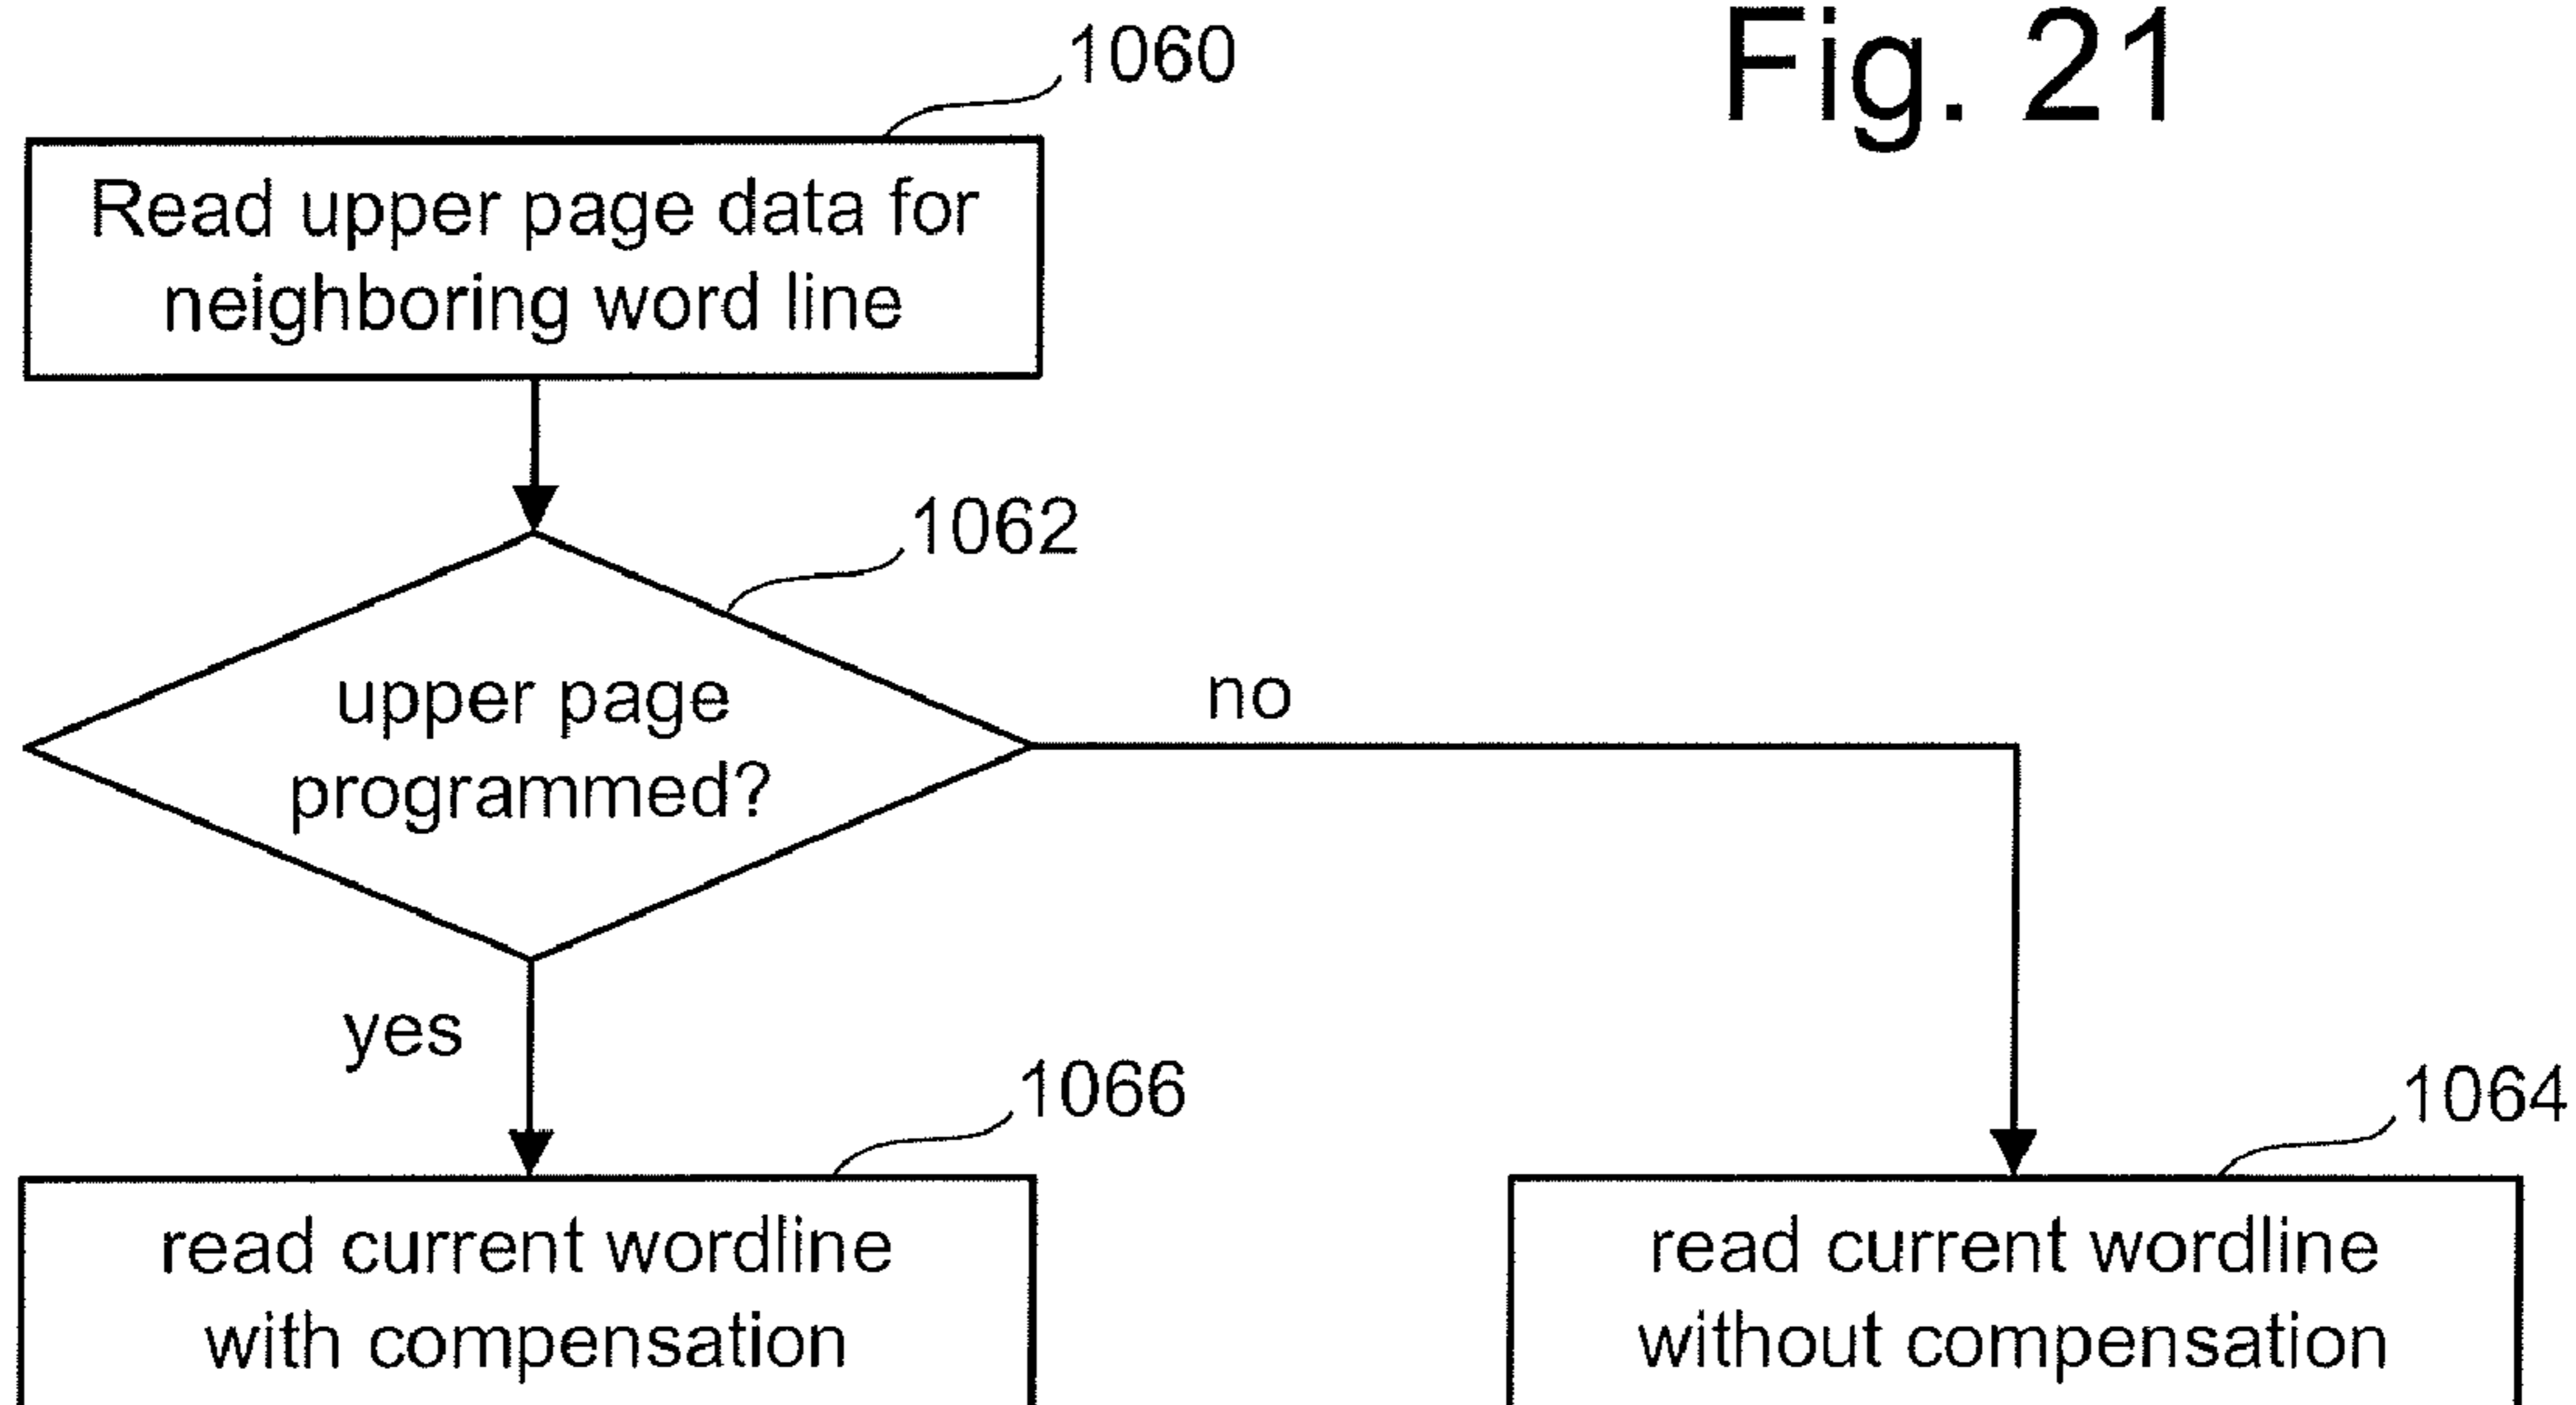 Fig. 21
1060
Read upper page data for
neighboring word line
1062
upper page
programmed?
no
yes
1066
read current wordline
with compensation
1064
read current wordline
without compensation